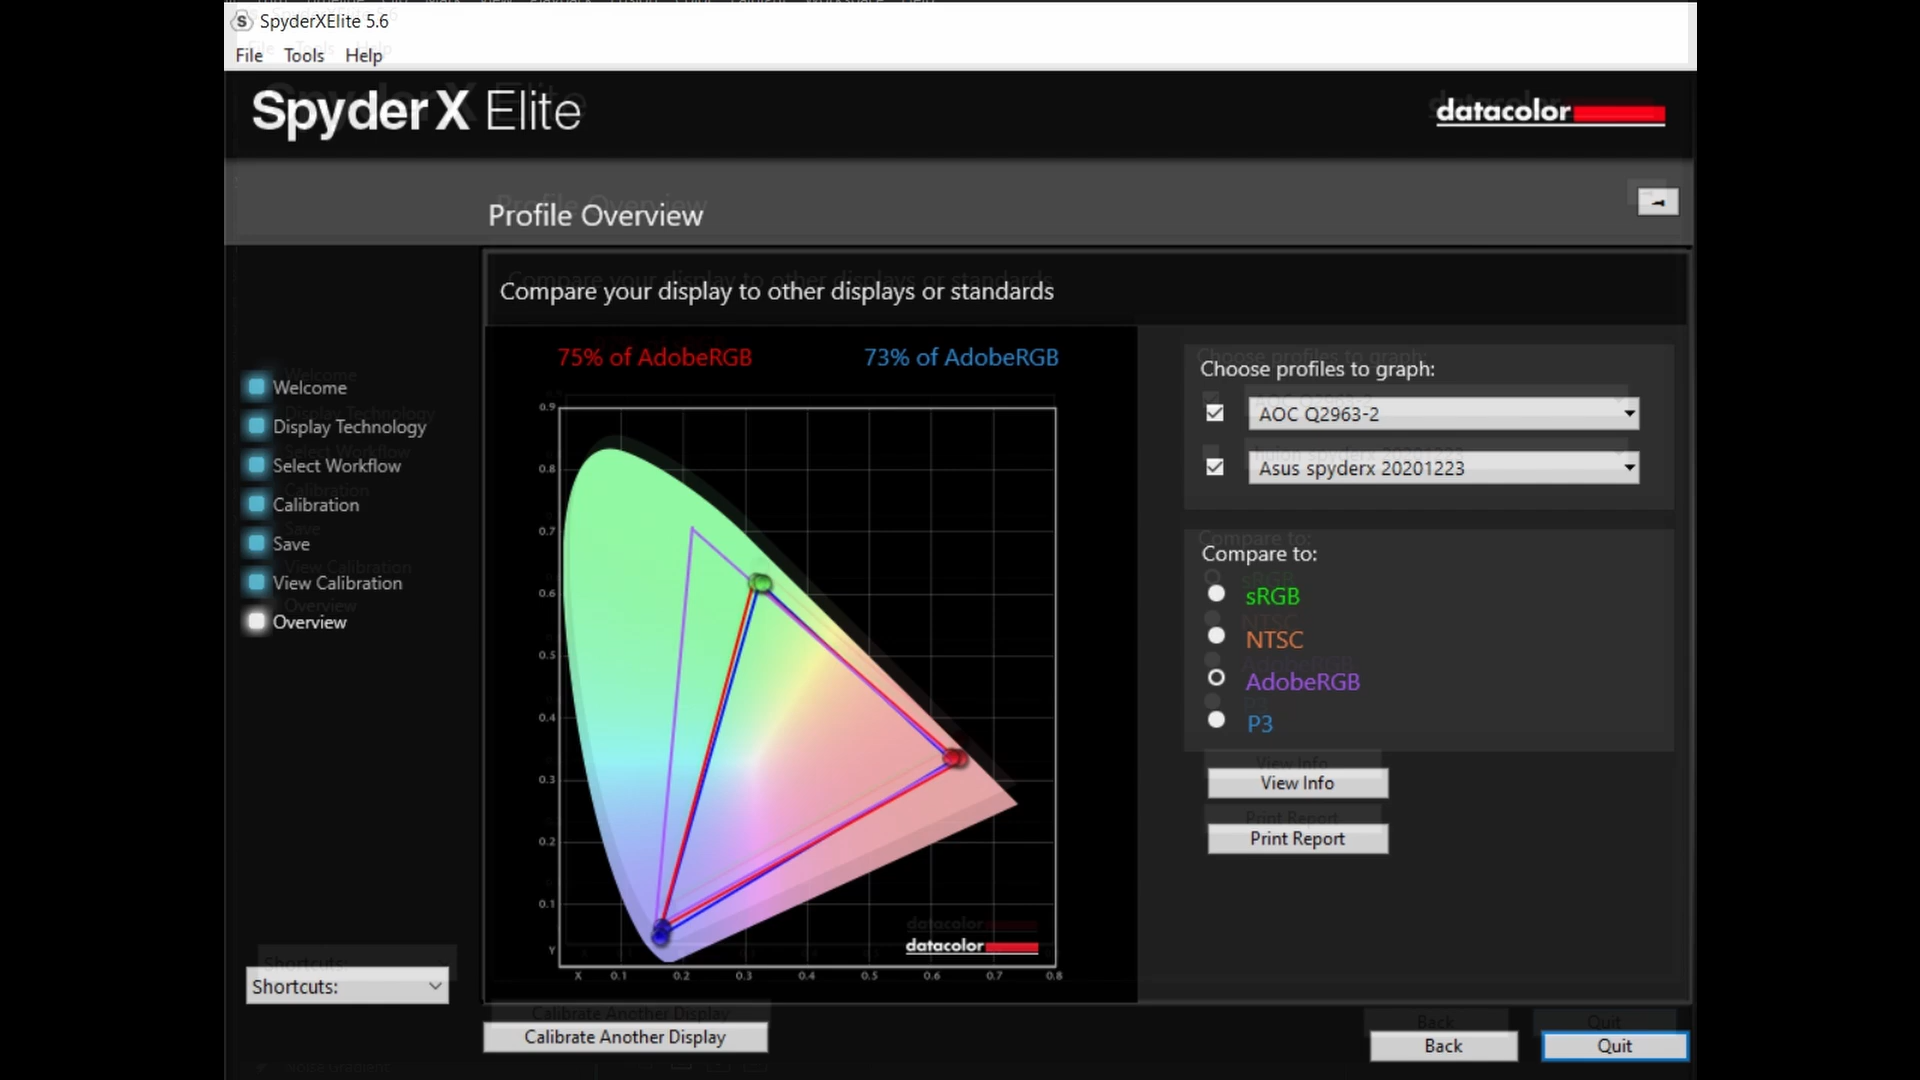 SpyderXElite 5.6
File Tools Help
Spyder X Elite
datacolor
Profile Overview
Compare your display to other displays or standards
75% of AdobeRGB 73% of AdobeRGB
Choose profiles to graph:
AOC Q2963-2
Asus spyderx 20201223
Compare to:
sRGB
NTSC
AdobeRGB
P3
View Info
Print Report
Welcome
Display Technology
Select Workflow
Calibration
Save
View Calibration
Overview
0.9
0.8
0.7
0.6
0.5
0.4
0.3
0.2
0.1
Y
X 0.1 0.2 0.3 0.4 0.5 0.6 0.7 0.8
datacolor
Shortcuts:
Calibrate Another Display
Back Quit